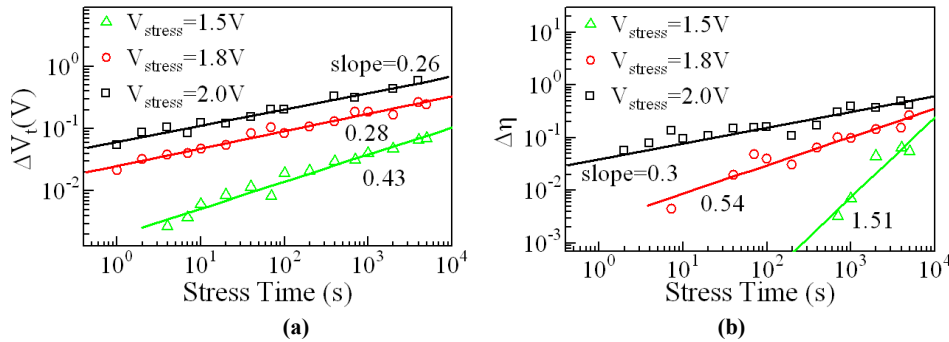 V_stress=1.5V
V_stress=1.8V
V_stress=2.0V
slope=0.26
0.28
0.43
ΔV_t(V)
10^0
10^-1
10^-2
10^0 10^1 10^2 10^3 10^4
Stress Time (s)
(a)
V_stress=1.5V
V_stress=1.8V
V_stress=2.0V
slope=0.3
0.54
1.51
Δη
10^2
10^1
10^0
10^-1
10^-2
10^-3
10^0 10^1 10^2 10^3 10^4
Stress Time (s)
(b)